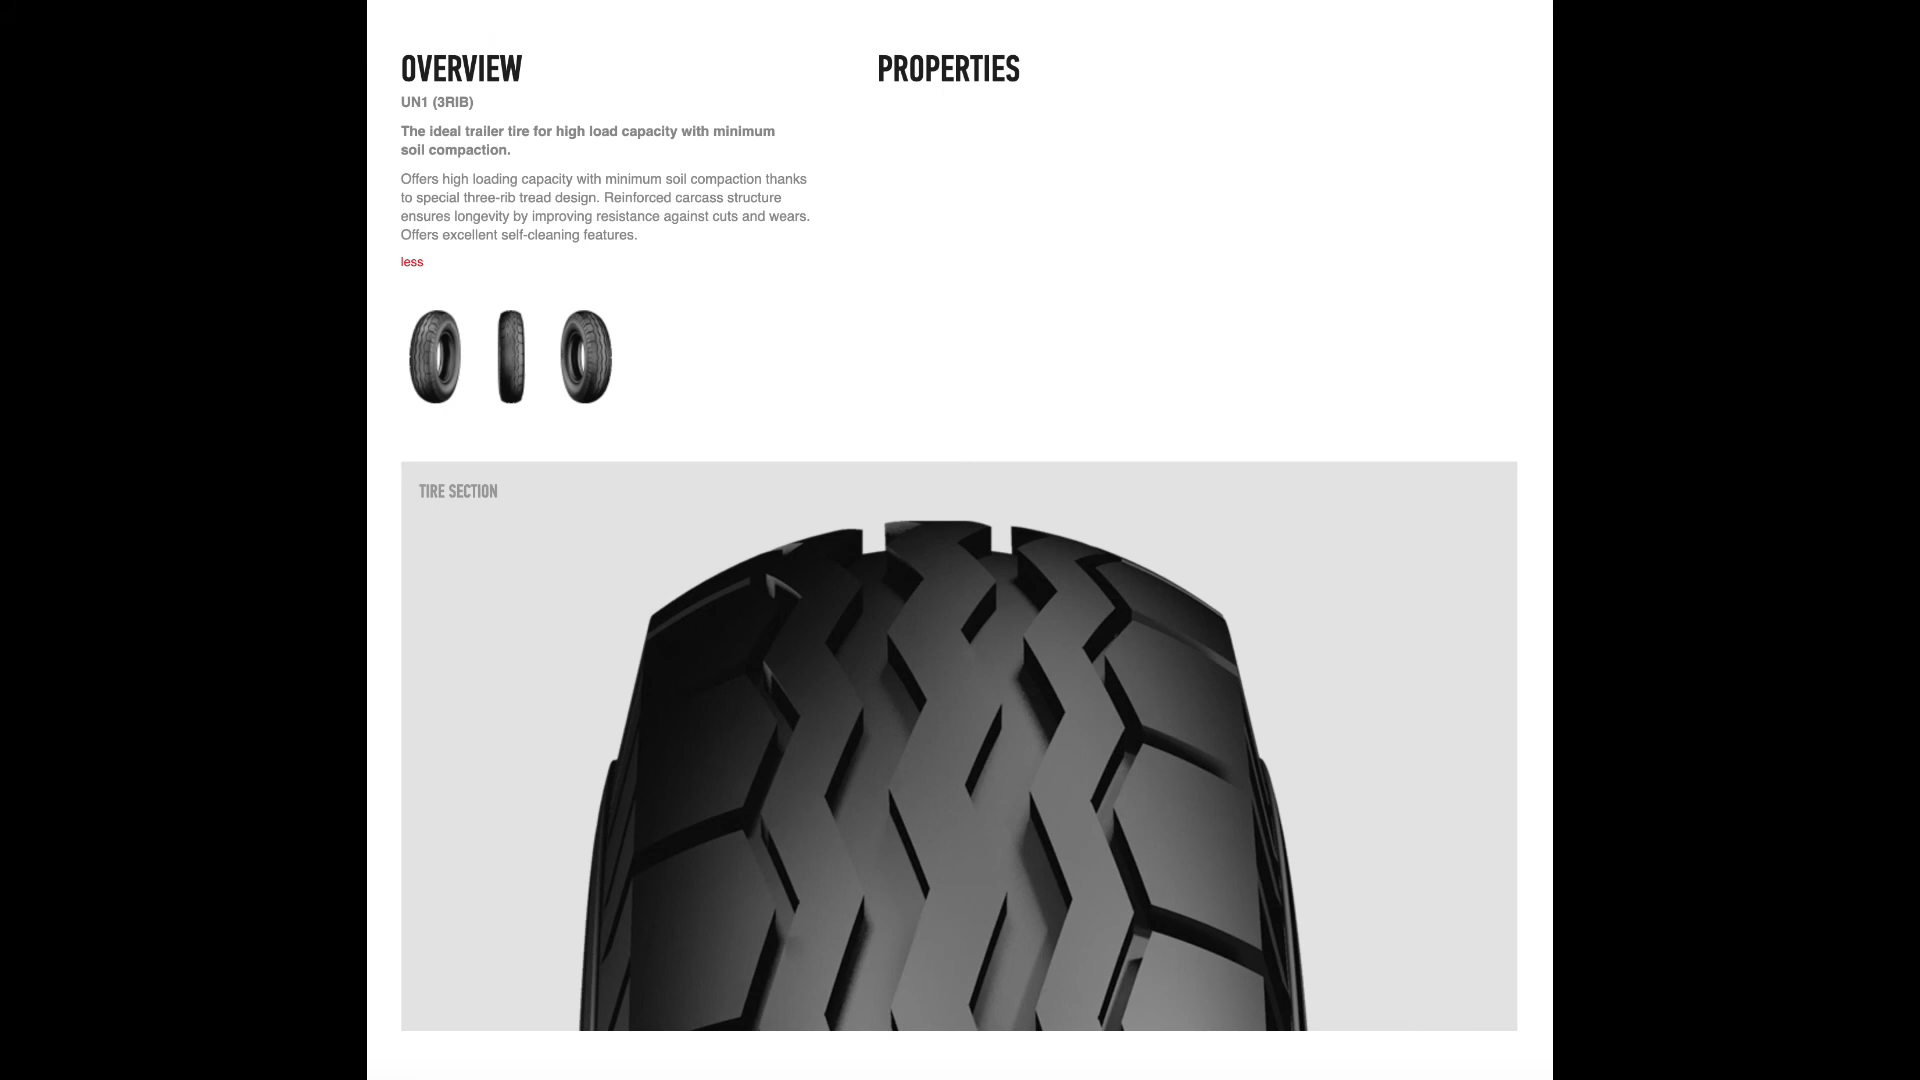 OVERVIEW
UN1 (3RIB)
The ideal trailer tire for high load capacity with minimum
soil compaction.
Offers high loading capacity with minimum soil compaction thanks
to special three-rib tread design. Reinforced carcass structure
ensures longevity by improving resistance against cuts and wears.
Offers excellent self-cleaning features.
less
PROPERTIES
TIRE SECTION